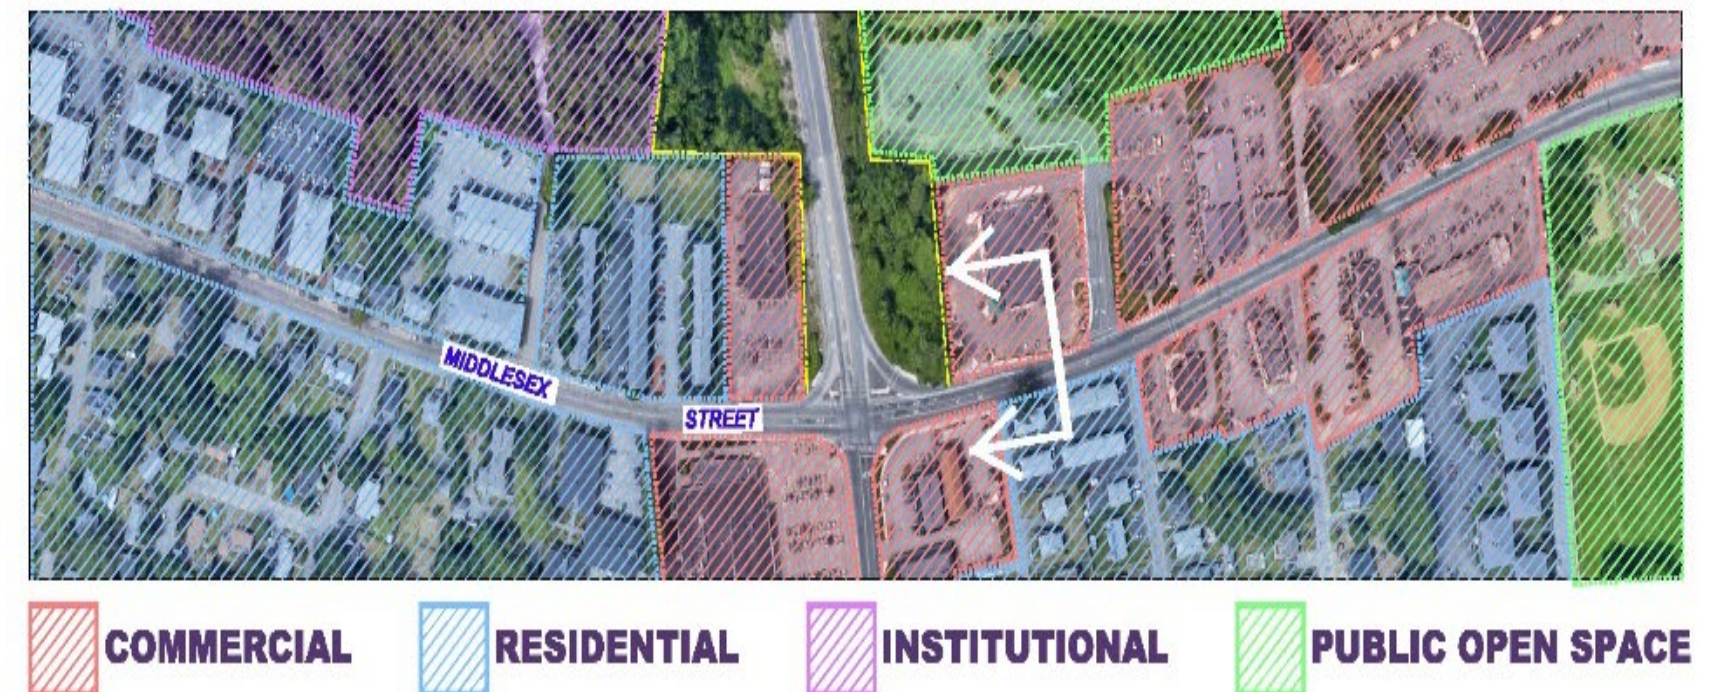 MIDDLESEX
STREET
COMMERCIAL
RESIDENTIAL
INSTITUTIONAL
PUBLIC OPEN SPACE